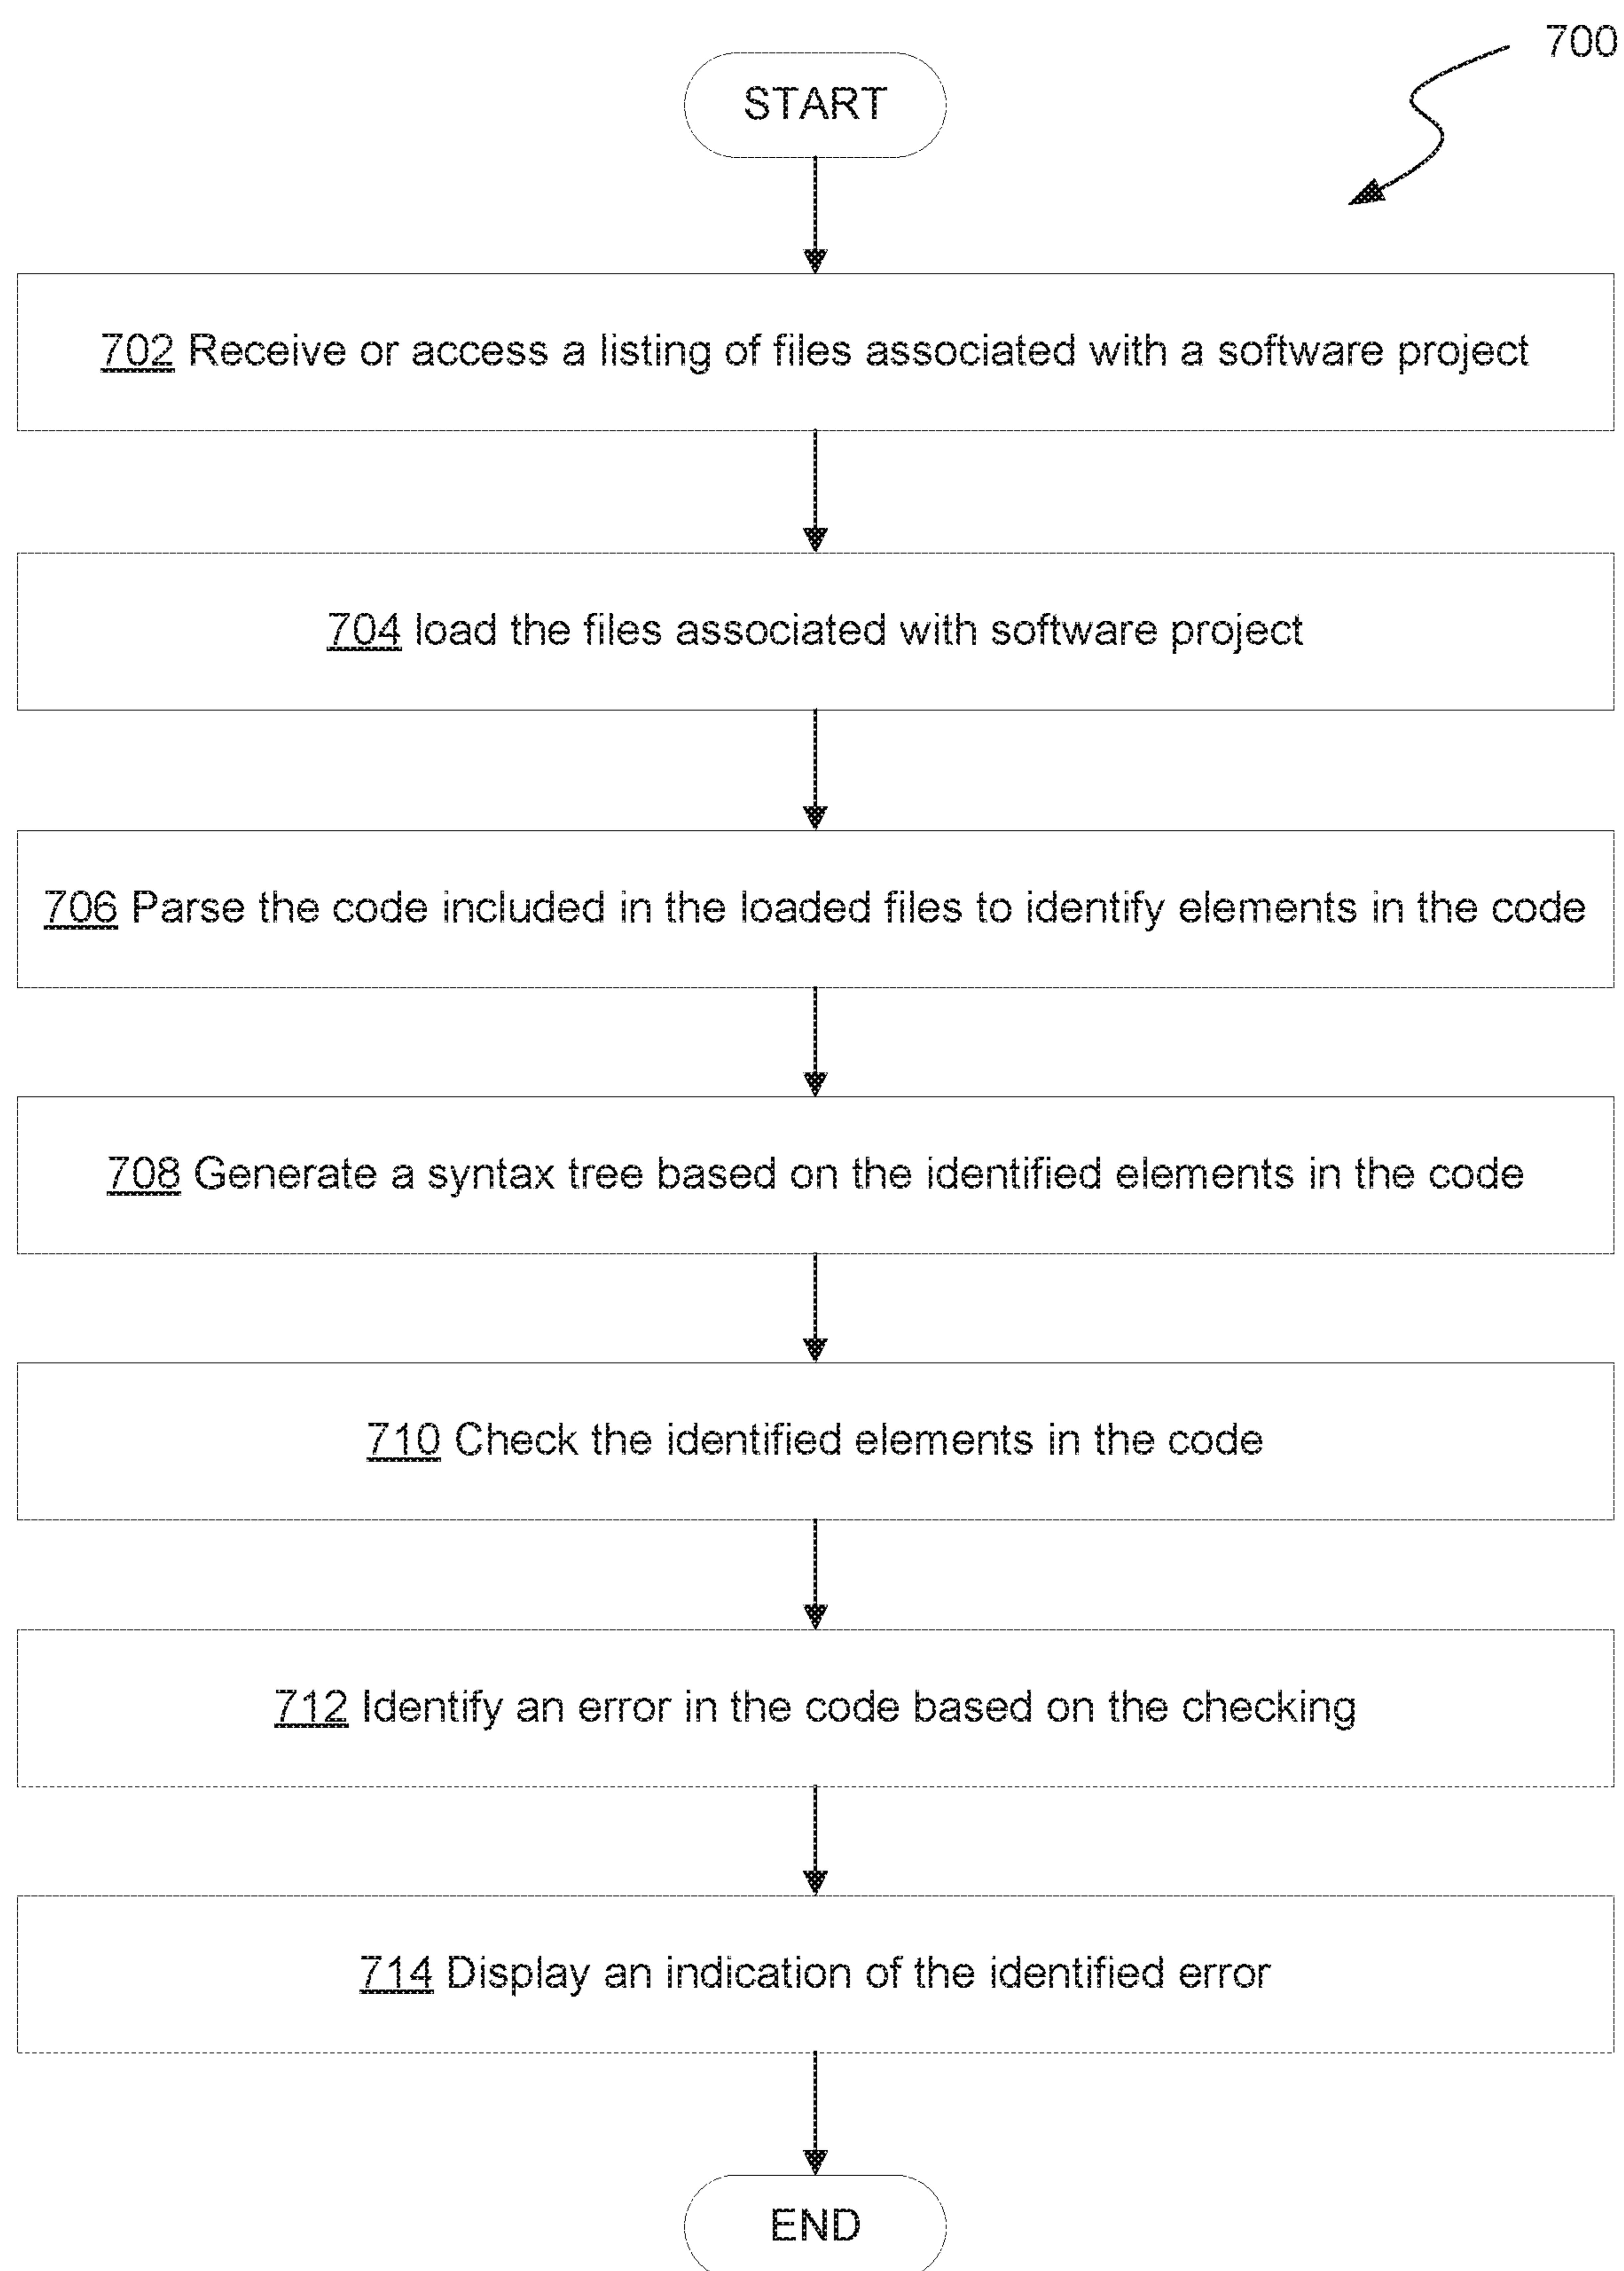 700
START
702 Receive or access a listing of files associated with a software project
704 load the files associated with software project
706 Parse the code included in the loaded files to identify elements in the code
708 Generate a syntax tree based on the identified elements in the code
710 Check the identified elements in the code
712 Identify an error in the code based on the checking
714 Display an indication of the identified error
END